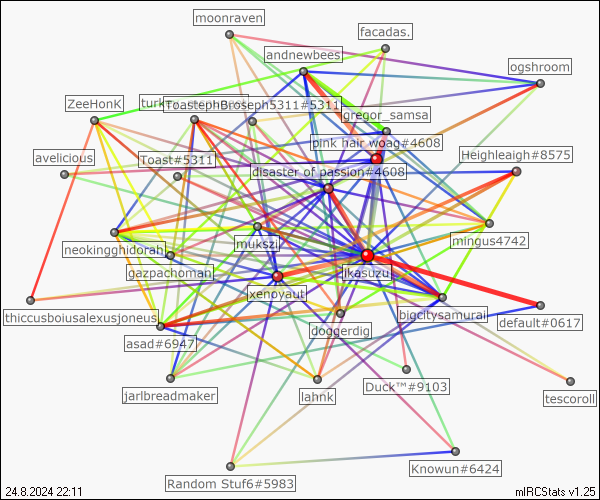 moonraven
facadas.
andnewbees
ogshroom
ZeeHonK
ToastephBroseph5311#5311
gregor_samsa
pink hair woag#4608
avelicious
Toast#5311
Heighleaigh#8575
disaster of passion#4608
neokingghidorah
mukszi
mingus4742
gazpachoman
jkasuzu
xenoyaut
thiccusboiusalexusjoneus
doggerdig
bigcitysamurai
default#0617
asad#6947
jarlbreadmaker
lahnk
Duck™#9103
tescoroll
Knowun#6424
Random Stuf6#5983
24.8.2024 22:11
mIRCStats v1.25